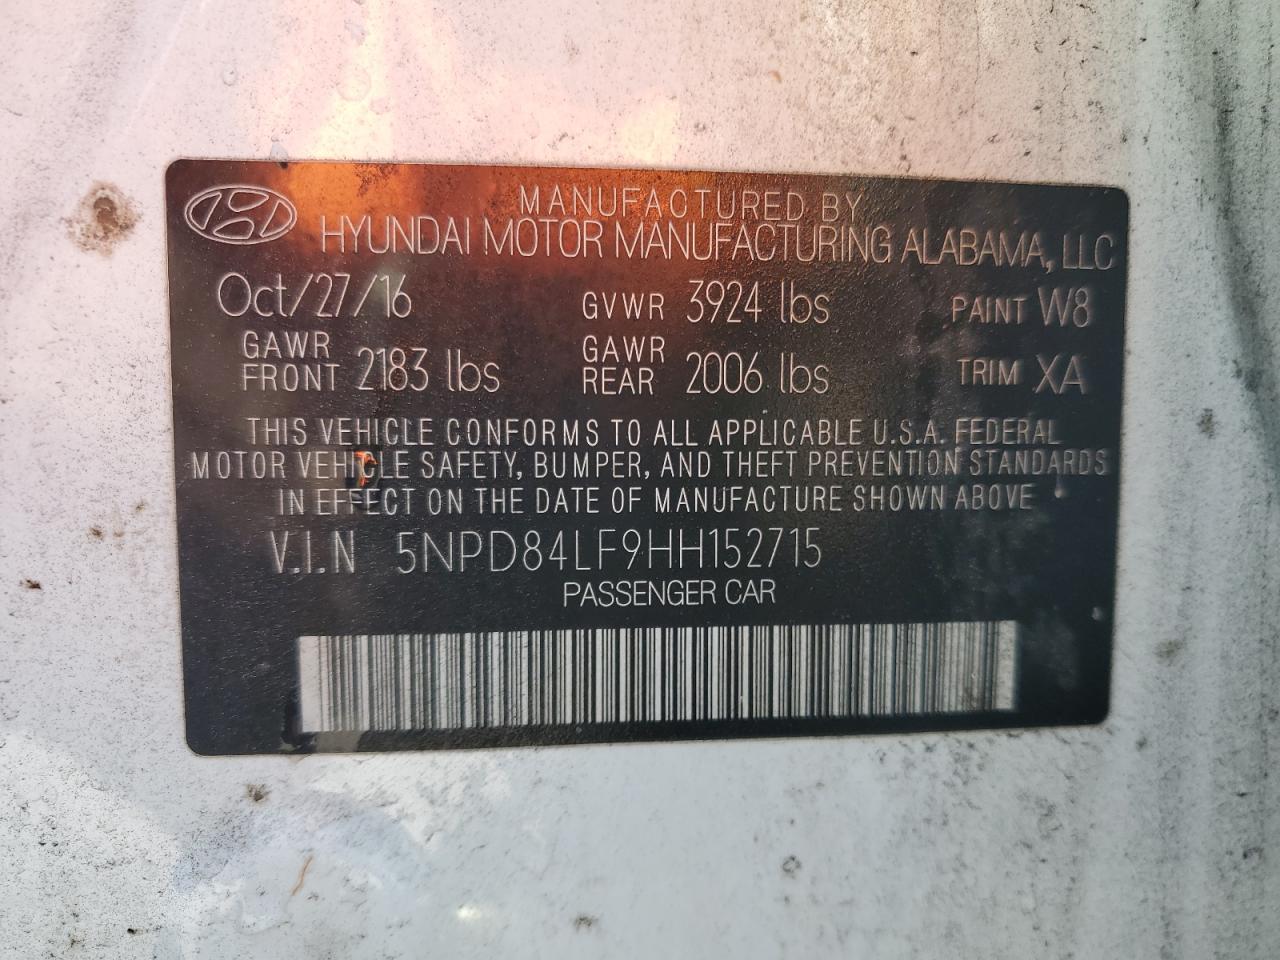 MANUFACTURED BY
HYUNDAI MOTOR MANUFACTURING ALABAMA, LLC
Oct/27/16 GVWR 3924 lbs PAINT W8
GAWR FRONT 2183 lbs GAWR REAR 2006 lbs TRIM XA
THIS VEHICLE CONFORMS TO ALL APPLICABLE U.S.A. FEDERAL
MOTOR VEHICLE SAFETY, BUMPER, AND THEFT PREVENTION STANDARDS
IN EFFECT ON THE DATE OF MANUFACTURE SHOWN ABOVE
V.I.N 5NPD84LF9HH152715
PASSENGER CAR